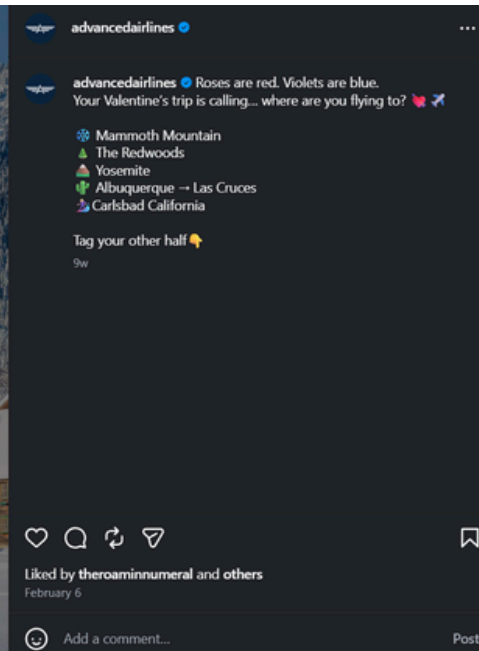 advancedairlines
advancedairlines Roses are red. Violets are blue.
Your Valentine's trip is calling... where are you flying to? 💘 ✈️
❄️ Mammoth Mountain
🌲 The Redwoods
🏔️ Yosemite
🌵 Albuquerque → Las Cruces
🏄 Carlsbad California
Tag your other half👇
9w
Liked by theroaminnumeral and others
February 6
Add a comment...
Post